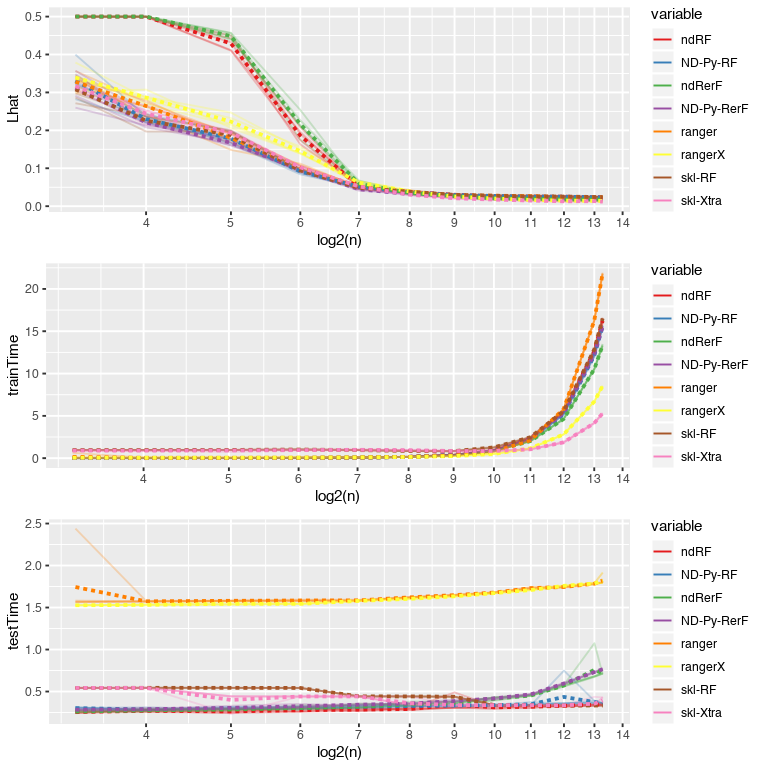 variable
ndRF
ND-Py-RF
ndRerF
ND-Py-RerF
ranger
rangerX
skl-RF
skl-Xtra
Lhat
0.5
0.4
0.3
0.2
0.1
0.0
4 5 6 7 8 9 10 11 12 13 14
log2(n)
variable
ndRF
ND-Py-RF
ndRerF
ND-Py-RerF
ranger
rangerX
skl-RF
skl-Xtra
trainTime
20
15
10
5
0
4 5 6 7 8 9 10 11 12 13 14
log2(n)
variable
ndRF
ND-Py-RF
ndRerF
ND-Py-RerF
ranger
rangerX
skl-RF
skl-Xtra
testTime
2.5
2.0
1.5
1.0
0.5
4 5 6 7 8 9 10 11 12 13 14
log2(n)